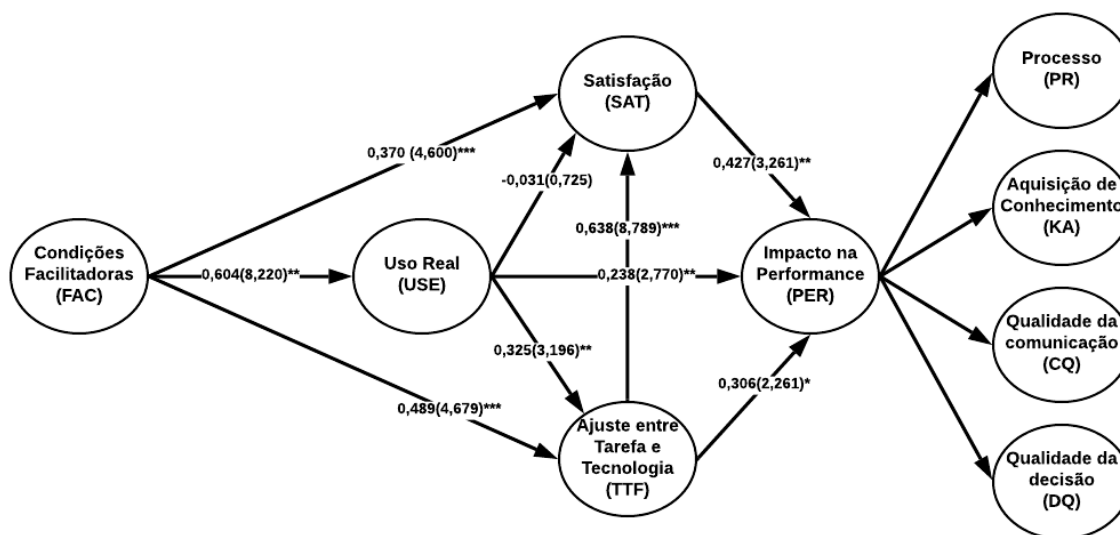 Processo
(PR)
Satisfação
(SAT)
0,370 (4,600)***
0,427(3,261)**
-0,031(0,725)
Aquisição de
Conhecimento
(KA)
0,638(8,789)***
Condições
Facilitadoras
(FAC)
0,604(8,220)**
Uso Real
(USE)
0,238(2,770)**
Impacto na
Performance
(PER)
Qualidade da
comunicação
(CQ)
0,325(3,196)**
0,306(2,261)*
0,489(4,679)***
Ajuste entre
Tarefa e
Tecnologia
(TTF)
Qualidade da
decisão
(DQ)